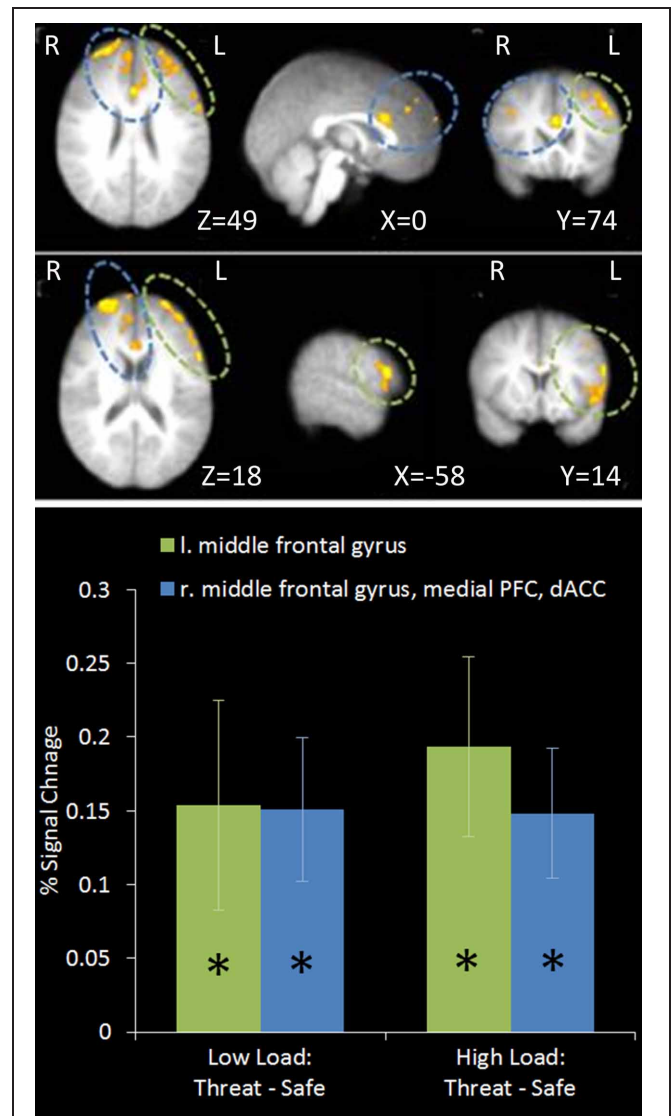 R L R L
Z=49 X=0 Y=74
R L R L
Z=18 X=-58 Y=14
l. middle frontal gyrus
r. middle frontal gyrus, medial PFC, dACC
% Signal Chnage
0.3
0.25
0.2
0.15
0.1
0.05
0
* * * *
Low Load: High Load:
Threat - Safe Threat - Safe